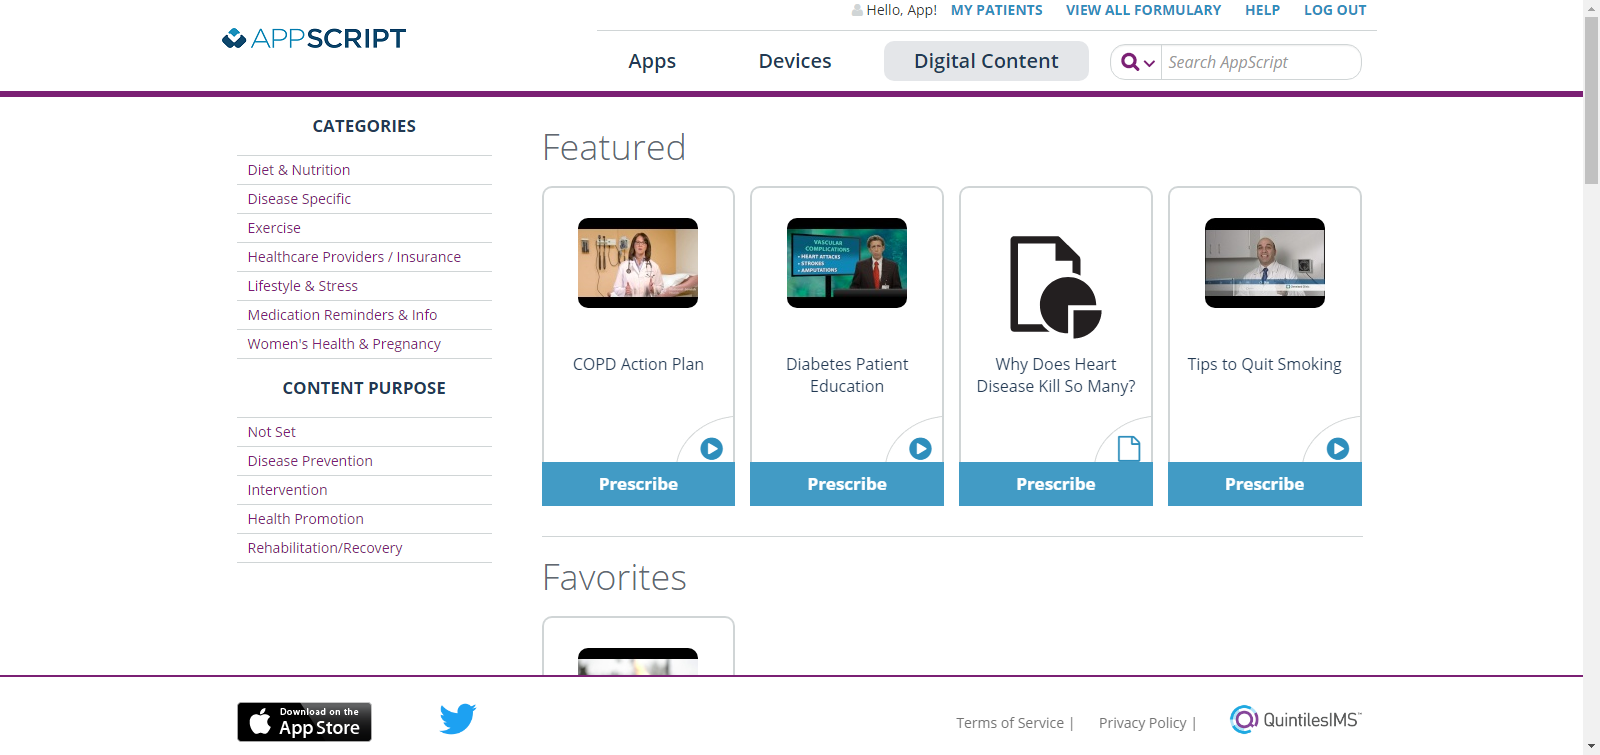 Hello, App! MY PATIENTS VIEW ALL FORMULARY HELP LOG OUT
APPSCRIPT
Apps Devices Digital Content Search AppScript
CATEGORIES
Diet & Nutrition
Disease Specific
Exercise
Healthcare Providers / Insurance
Lifestyle & Stress
Medication Reminders & Info
Women's Health & Pregnancy
CONTENT PURPOSE
Not Set
Disease Prevention
Intervention
Health Promotion
Rehabilitation/Recovery
Featured
COPD Action Plan
Prescribe
VASCULAR
COMPLICATIONS
• HEART ATTACKS
• STROKES
• AMPUTATIONS
Diabetes Patient
Education
Prescribe
Why Does Heart
Disease Kill So Many?
Prescribe
Tips to Quit Smoking
Prescribe
Favorites
Download on the
App Store
Terms of Service |
Privacy Policy |
QuintilesIMS™